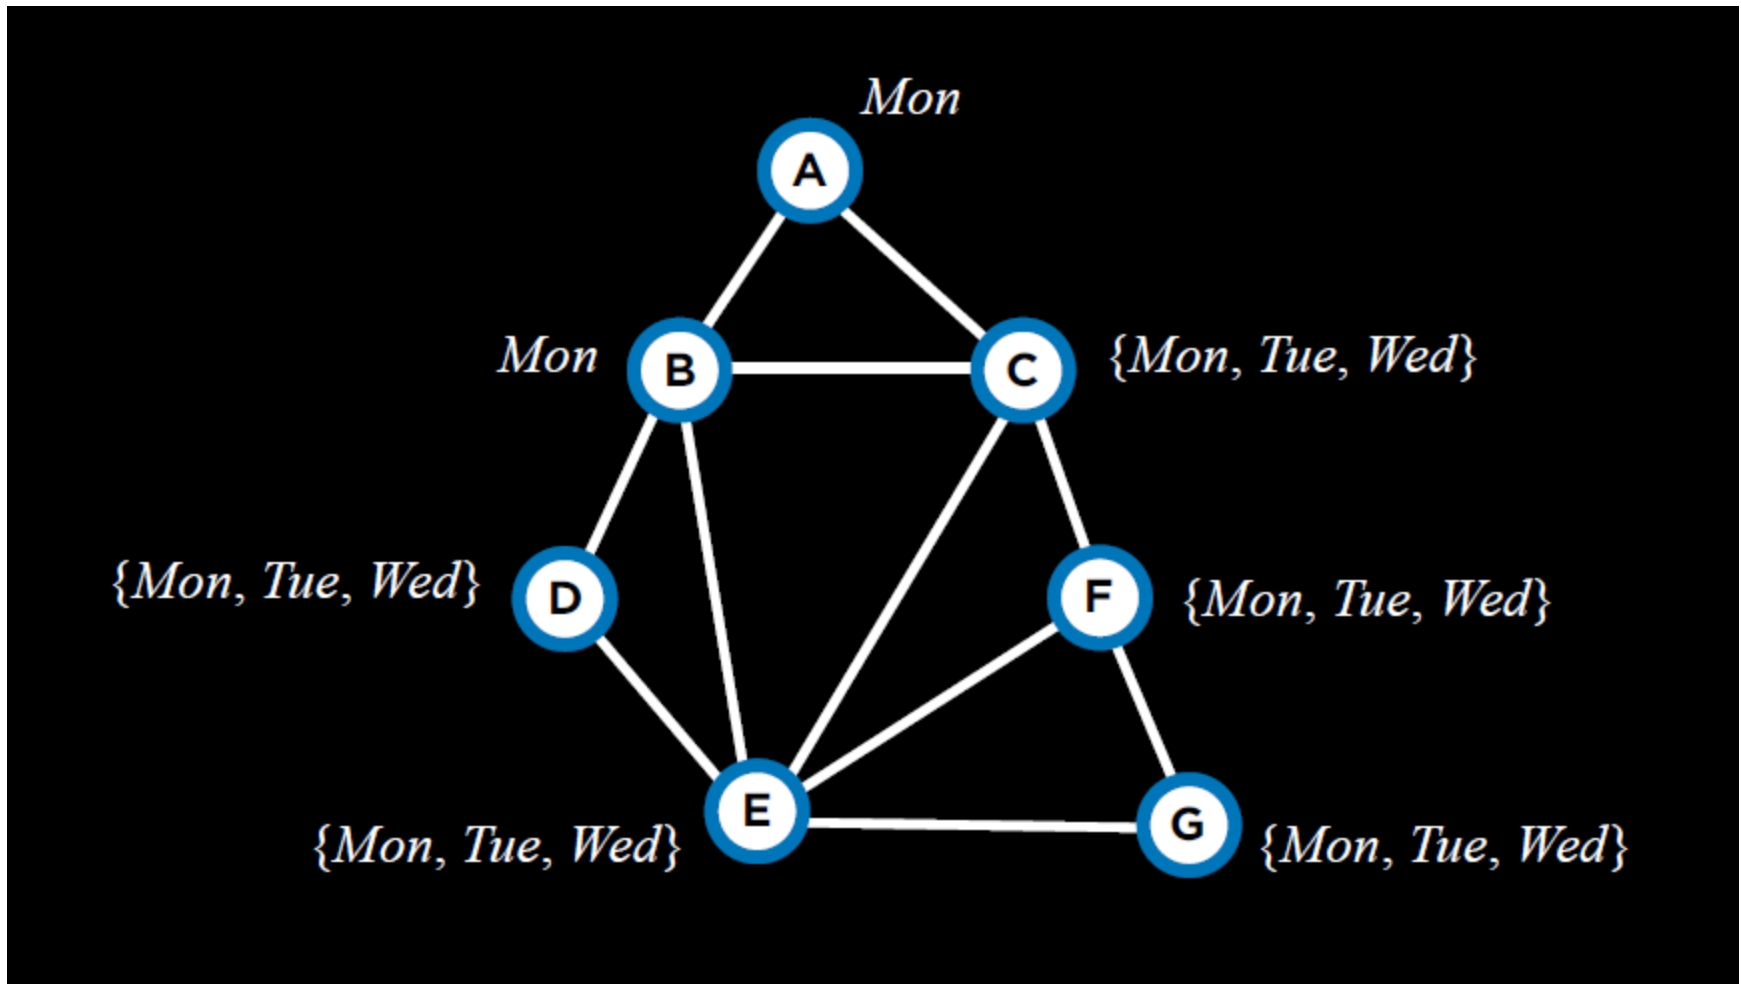 Mon
A
Mon B C {Mon, Tue, Wed}
{Mon, Tue, Wed} D F {Mon, Tue, Wed}
{Mon, Tue, Wed} E G {Mon, Tue, Wed}